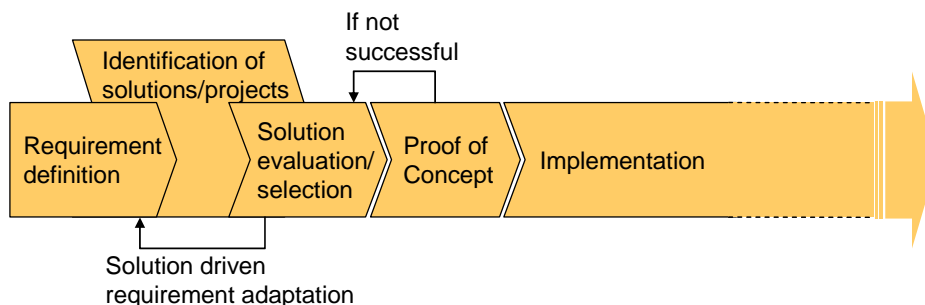 If not
successful
Identification of
solutions/projects
Requirement
definition
Solution
evaluation/
selection
Proof of
Concept
Implementation
Solution driven
requirement adaptation